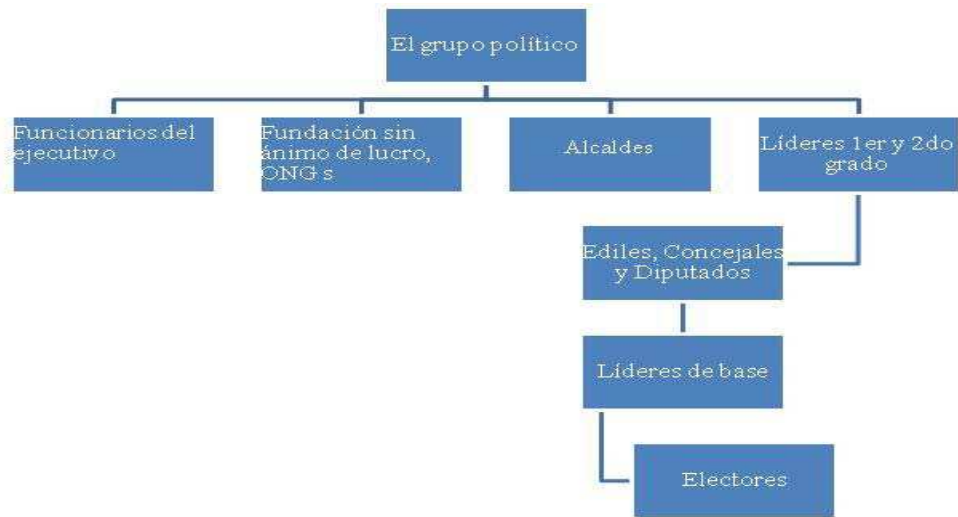 El grupo político
Funcionarios del
ejecutivo
Fundación sin
ánimo de lucro,
ONG s
Alcaldes
Líderes 1er y 2do
grado
Ediles, Concejales
y Diputados
Líderes de base
Electores